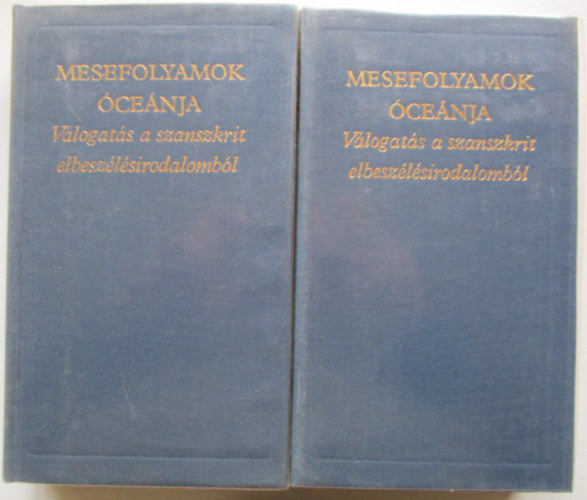 MESEFOLYAMOK
ÓCEÁNJA
Válogatás a szanszkrit
elbeszélésirodalomból
MESEFOLYAMOK
ÓCEÁNJA
Válogatás a szanszkrit
elbeszélésirodalomból